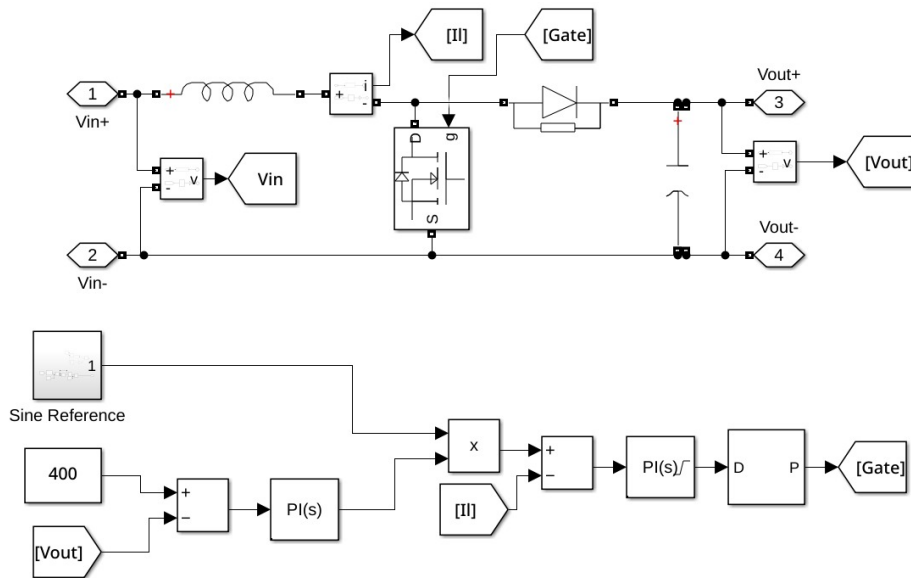 [Il]
[Gate]
1
Vin+
i
+
-
Vout+
3
D
g
S
+
-
v
Vin
+
-
v
[Vout]
2
Vin-
Vout-
4
1
Sine Reference
400
+
−
[Vout]
PI(s)
x
[Il]
+
−
PI(s)
D
P
[Gate]